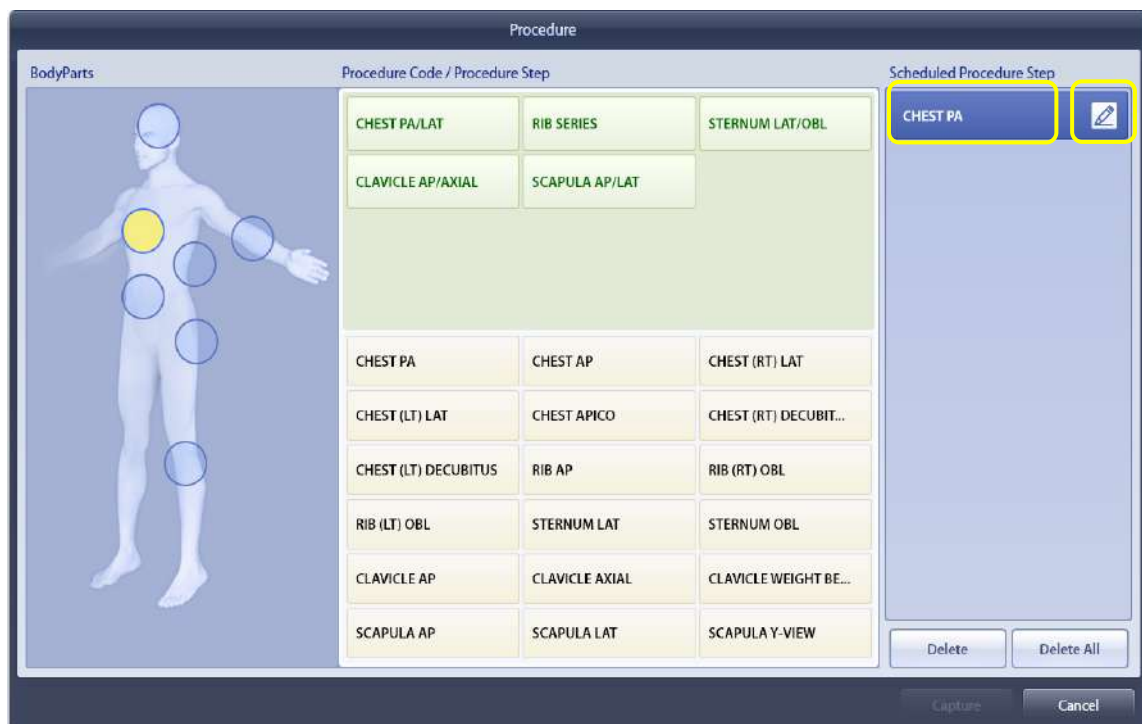 Procedure
BodyParts
Procedure Code / Procedure Step
Scheduled Procedure Step
CHEST PA/LAT
RIB SERIES
STERNUM LAT/OBL
CLAVICLE AP/AXIAL
SCAPULA AP/LAT
CHEST PA
CHEST AP
CHEST (RT) LAT
CHEST (LT) LAT
CHEST APICO
CHEST (RT) DECUBIT...
CHEST (LT) DECUBITUS
RIB AP
RIB (RT) OBL
RIB (LT) OBL
STERNUM LAT
STERNUM OBL
CLAVICLE AP
CLAVICLE AXIAL
CLAVICLE WEIGHT BE...
SCAPULA AP
SCAPULA LAT
SCAPULA Y-VIEW
CHEST PA
Delete
Delete All
Capture
Cancel